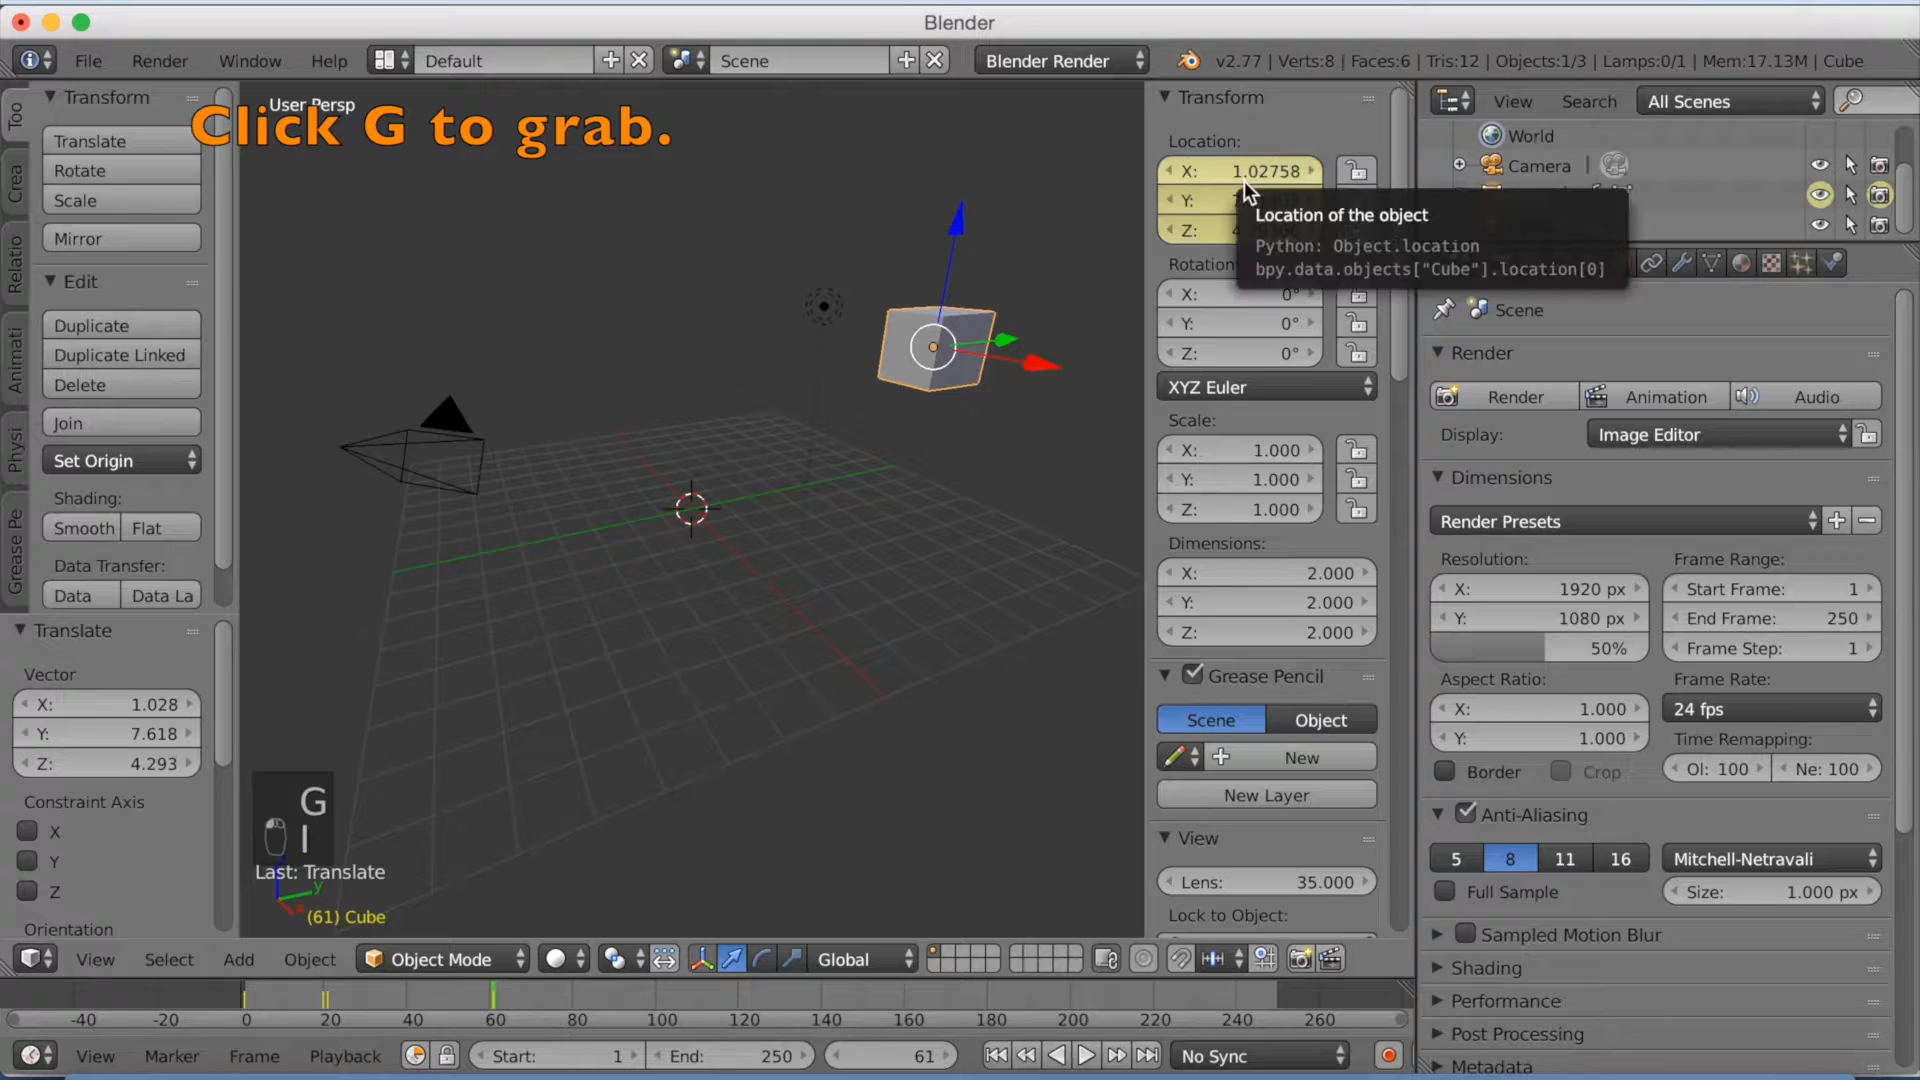 Blender
File Render Window Help Default Scene Blender Render v2.77 | Verts:8 | Faces:6 | Tris:12 | Objects:1/3 | Lamps:0/1 | Mem:17.13M | Cube
Click G to grab.
User Persp
Too
Crea
Relatio
Animati
Physi
Grease Pe
Transform
Translate
Rotate
Scale
Mirror
Edit
Duplicate
Duplicate Linked
Delete
Join
Set Origin
Shading:
Smooth Flat
Data Transfer:
Data Data La
Translate
Vector
X: 1.028
Y: 7.618
Z: 4.293
Constraint Axis
X
Y
Z
Orientation
G
I
Last: Translate
y
x
(61) Cube
Transform
Location:
X: 1.02758
Y:
Z:
Location of the object
Python: Object.location
bpy.data.objects["Cube"].location[0]
Rotation
X: 0°
Y: 0°
Z: 0°
XYZ Euler
Scale:
X: 1.000
Y: 1.000
Z: 1.000
Dimensions:
X: 2.000
Y: 2.000
Z: 2.000
Grease Pencil
Scene Object
New
New Layer
View
Lens: 35.000
Lock to Object:
View Search All Scenes
World
Camera
Scene
Render
Render Animation Audio
Display: Image Editor
Dimensions
Render Presets
Resolution: Frame Range:
X: 1920 px Start Frame: 1
Y: 1080 px End Frame: 250
50% Frame Step: 1
Aspect Ratio: Frame Rate:
X: 1.000 24 fps
Y: 1.000 Time Remapping:
Border Crop Ol: 100 Ne: 100
Anti-Aliasing
5 8 11 16 Mitchell-Netravali
Full Sample Size: 1.000 px
Sampled Motion Blur
Shading
Performance
Post Processing
Metadata
View Select Add Object Object Mode Global
-40 -20 0 20 40 60 80 100 120 140 160 180 200 220 240 260
View Marker Frame Playback Start: 1 End: 250 61 No Sync